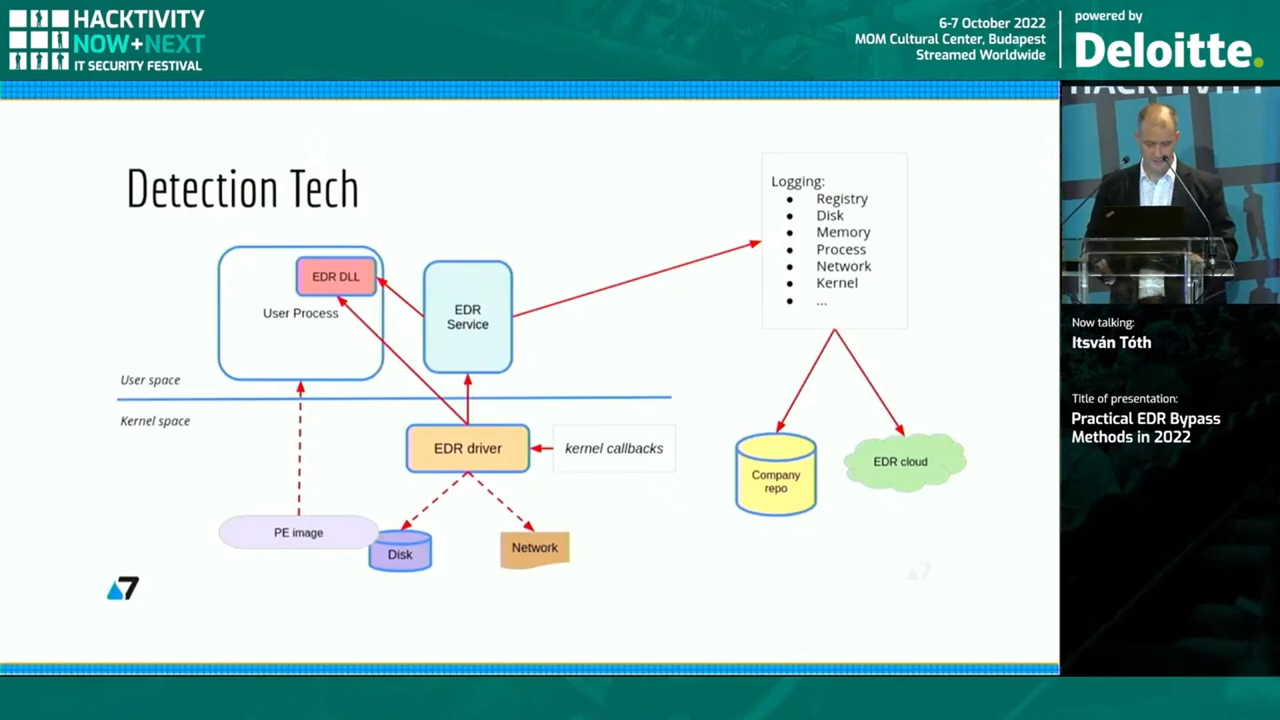 HACKTIVITY
NOW+NEXT
IT SECURITY FESTIVAL
6-7 October 2022
MOM Cultural Center, Budapest
Streamed Worldwide
powered by
Deloitte.
HACKTIVITY
Detection Tech
EDR DLL
User Process
EDR
Service
Logging:
● Registry
● Disk
● Memory
● Process
● Network
● Kernel
● ...
User space
Kernel space
EDR driver
kernel callbacks
Company
repo
EDR cloud
PE image
Disk
Network
7
Now talking:
Itsván Tóth
Title of presentation:
Practical EDR Bypass
Methods in 2022